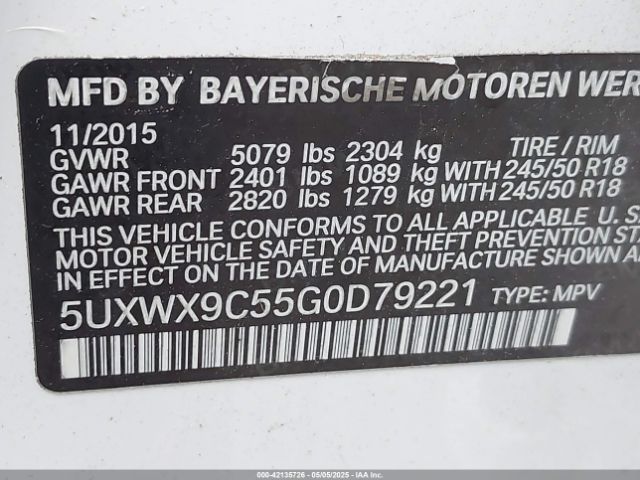 MFD BY BAYERISCHE MOTOREN WER
11/2015 TIRE / RIM
GVWR 5079 lbs 2304 kg
GAWR FRONT 2401 lbs 1089 kg WITH 245/50 R18
GAWR REAR 2820 lbs 1279 kg WITH 245/50 R18
THIS VEHICLE CONFORMS TO ALL APPLICABLE U. S.
MOTOR VEHICLE SAFETY AND THEFT PREVENTION STA
IN EFFECT ON THE DATE OF MANUFACTURE SHOWN A
5UXWX9C55G0D79221 TYPE: MPV
000-42135726 - 05/05/2025 - IAA, Inc.